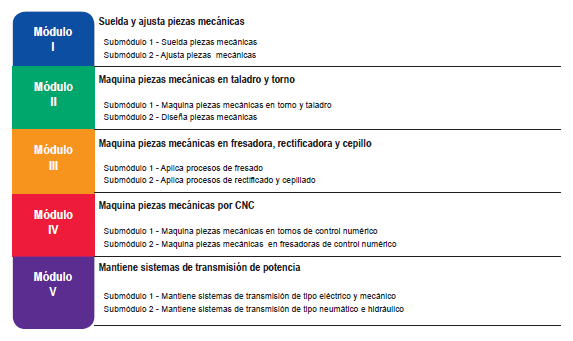 Módulo
I
Suelda y ajusta piezas mecánicas
Submódulo 1 - Suelda piezas mecánicas
Submódulo 2 - Ajusta piezas mecánicas
Módulo
II
Maquina piezas mecánicas en taladro y torno
Submódulo 1 - Maquina piezas mecánicas en torno y taladro
Submódulo 2 - Diseña piezas mecánicas
Módulo
III
Maquina piezas mecánicas en fresadora, rectificadora y cepillo
Submódulo 1 - Aplica procesos de fresado
Submódulo 2 - Aplica procesos de rectificado y cepillado
Módulo
IV
Maquina piezas mecánicas por CNC
Submódulo 1 - Maquina piezas mecánicas en tornos de control numérico
Submódulo 2 - Maquina piezas mecánicas en fresadoras de control numérico
Módulo
V
Mantiene sistemas de transmisión de potencia
Submódulo 1 - Mantiene sistemas de transmisión de tipo eléctrico y mecánico
Submódulo 2 - Mantiene sistemas de transmisión de tipo neumático e hidráulico